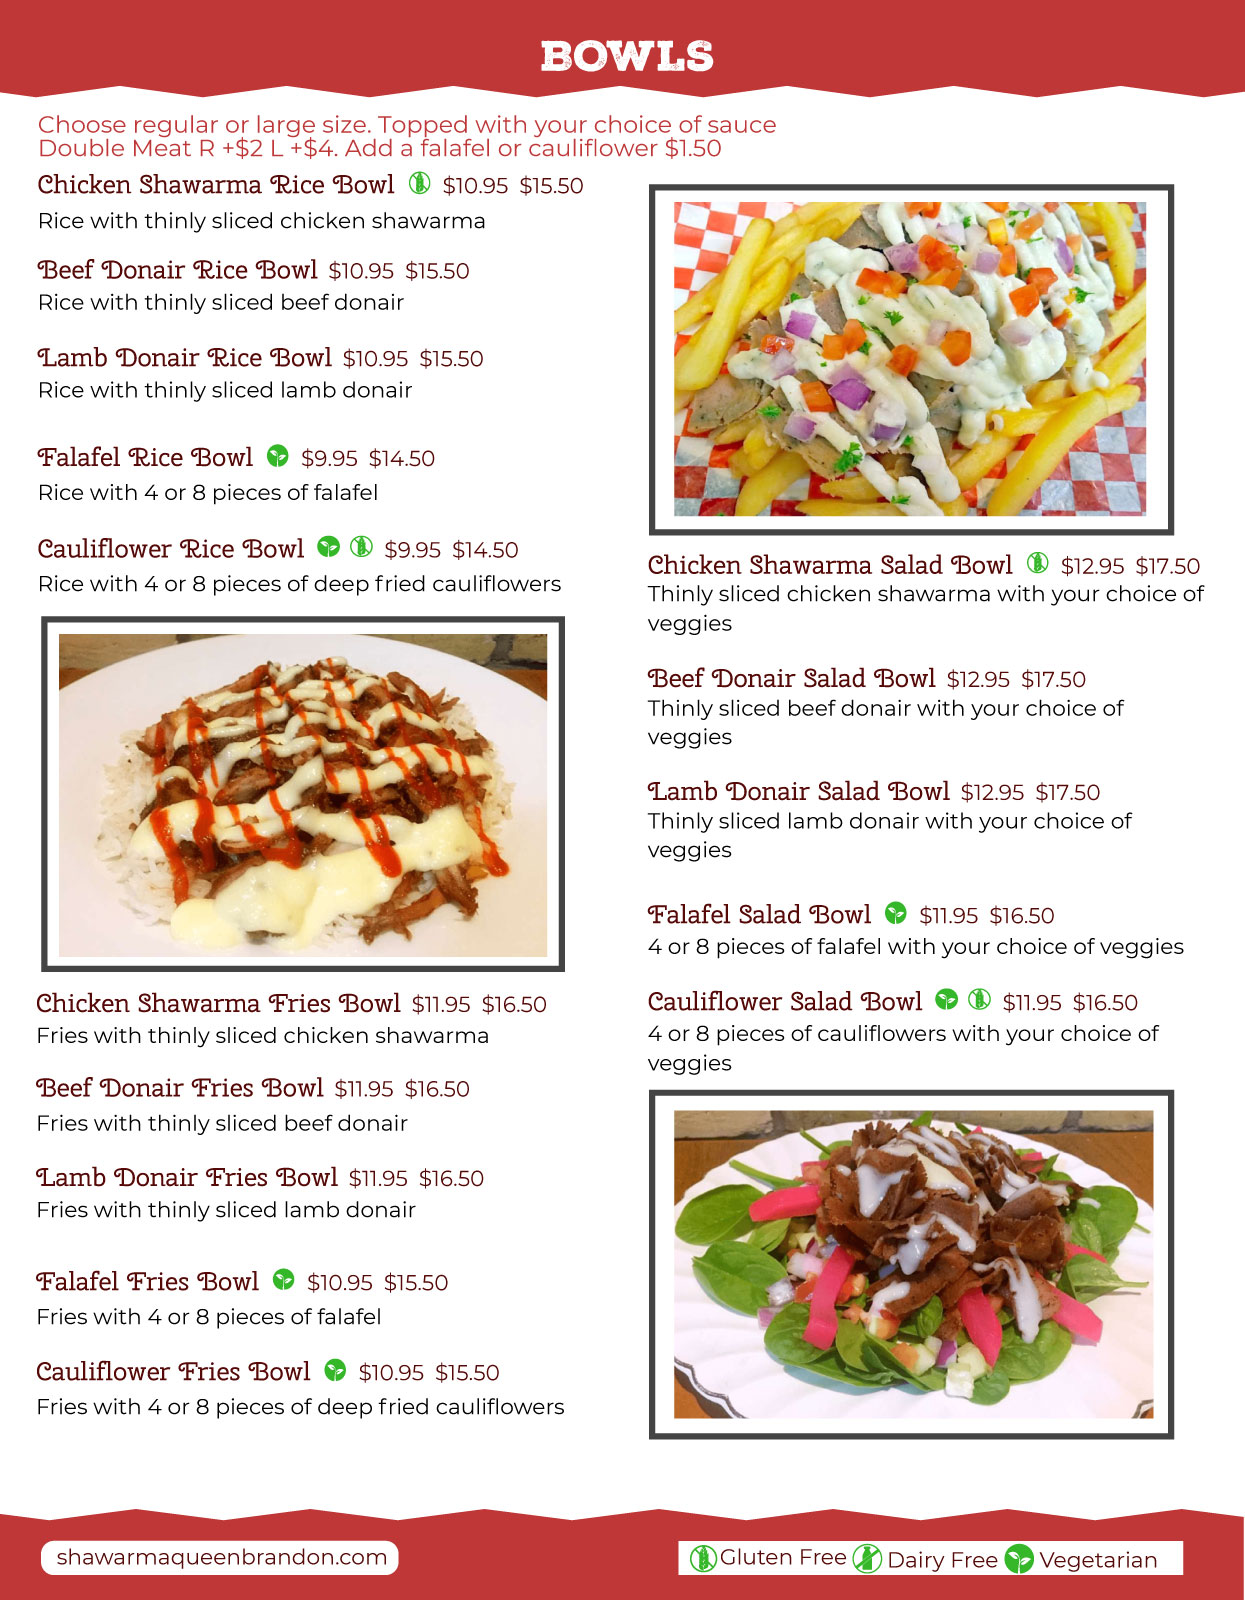 BOWLS
Choose regular or large size. Topped with your choice of sauce
Double Meat R +$2 L +$4. Add a falafel or cauliflower $1.50
Chicken Shawarma Rice Bowl $10.95 $15.50
Rice with thinly sliced chicken shawarma
Beef Donair Rice Bowl $10.95 $15.50
Rice with thinly sliced beef donair
Lamb Donair Rice Bowl $10.95 $15.50
Rice with thinly sliced lamb donair
Falafel Rice Bowl $9.95 $14.50
Rice with 4 or 8 pieces of falafel
Cauliflower Rice Bowl $9.95 $14.50
Rice with 4 or 8 pieces of deep fried cauliflowers
Chicken Shawarma Fries Bowl $11.95 $16.50
Fries with thinly sliced chicken shawarma
Beef Donair Fries Bowl $11.95 $16.50
Fries with thinly sliced beef donair
Lamb Donair Fries Bowl $11.95 $16.50
Fries with thinly sliced lamb donair
Falafel Fries Bowl $10.95 $15.50
Fries with 4 or 8 pieces of falafel
Cauliflower Fries Bowl $10.95 $15.50
Fries with 4 or 8 pieces of deep fried cauliflowers
Chicken Shawarma Salad Bowl $12.95 $17.50
Thinly sliced chicken shawarma with your choice of
veggies
Beef Donair Salad Bowl $12.95 $17.50
Thinly sliced beef donair with your choice of
veggies
Lamb Donair Salad Bowl $12.95 $17.50
Thinly sliced lamb donair with your choice of
veggies
Falafel Salad Bowl $11.95 $16.50
4 or 8 pieces of falafel with your choice of veggies
Cauliflower Salad Bowl $11.95 $16.50
4 or 8 pieces of cauliflowers with your choice of
veggies
shawarmaqueenbrandon.com
Gluten Free Dairy Free Vegetarian